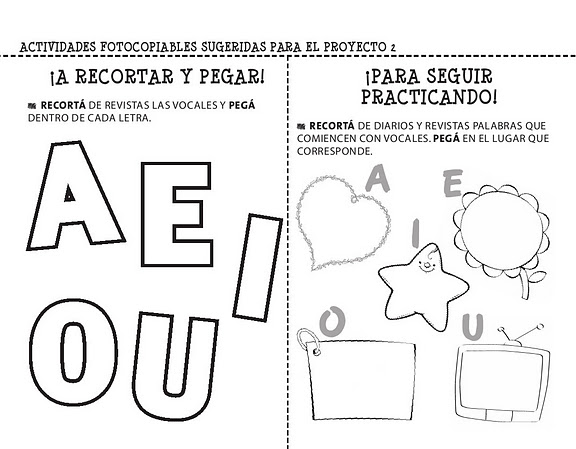 ACTIVIDADES FOTOCOPIABLES SUGERIDAS PARA EL PROYECTO 2
¡A RECORTAR Y PEGAR!
RECORTÁ DE REVISTAS LAS VOCALES Y PEGÁ
DENTRO DE CADA LETRA.
A E I
O U
¡PARA SEGUIR
PRACTICANDO!
RECORTÁ DE DIARIOS Y REVISTAS PALABRAS QUE
COMIENCEN CON VOCALES. PEGÁ EN EL LUGAR QUE
CORRESPONDE.
A E
I
O U